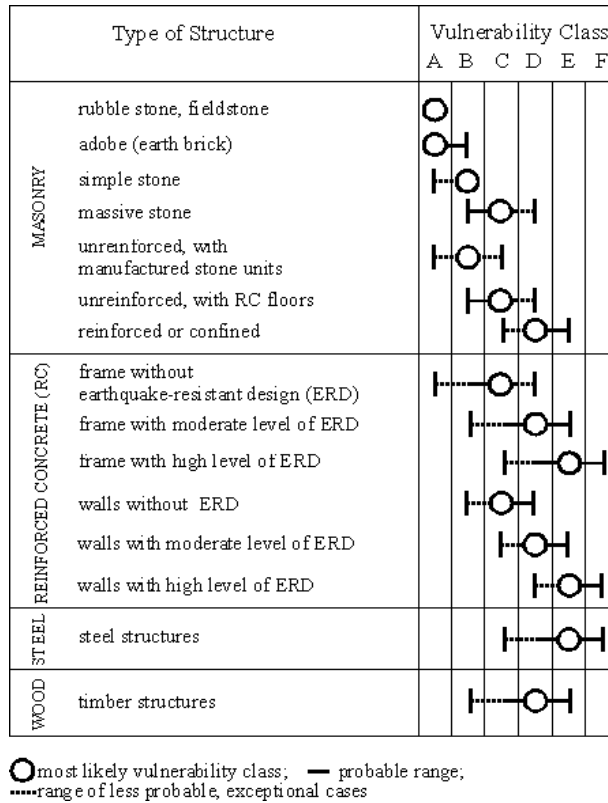 Type of Structure
Vulnerability Class
A B C D E F
MASONRY
rubble stone, fieldstone
adobe (earth brick)
simple stone
massive stone
unreinforced, with
manufactured stone units
unreinforced, with RC floors
reinforced or confined
REINFORCED CONCRETE (RC)
frame without
earthquake-resistant design (ERD)
frame with moderate level of ERD
frame with high level of ERD
walls without ERD
walls with moderate level of ERD
walls with high level of ERD
STEEL
steel structures
WOOD
timber structures
most likely vulnerability class; probable range;
range of less probable, exceptional cases